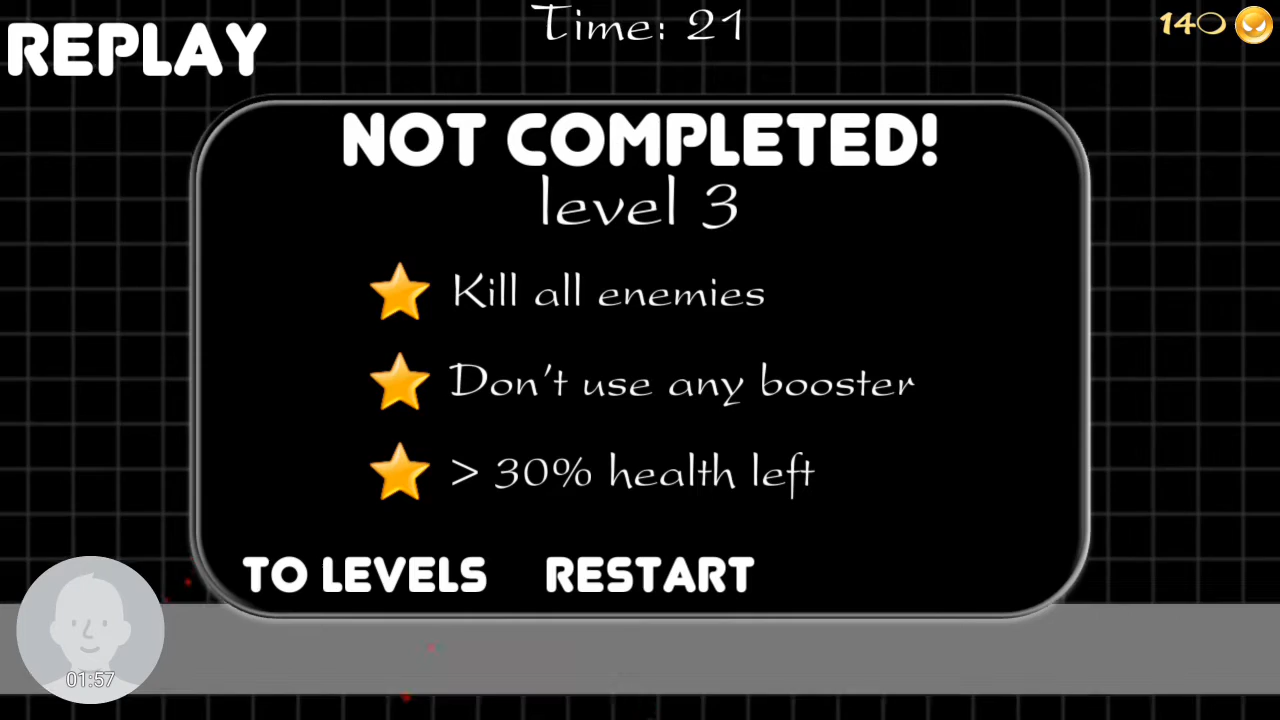 REPLAY
Time: 21
140
NOT COMPLETED!
level 3
Kill all enemies
Don't use any booster
> 30% health left
TO LEVELS
RESTART
01:57